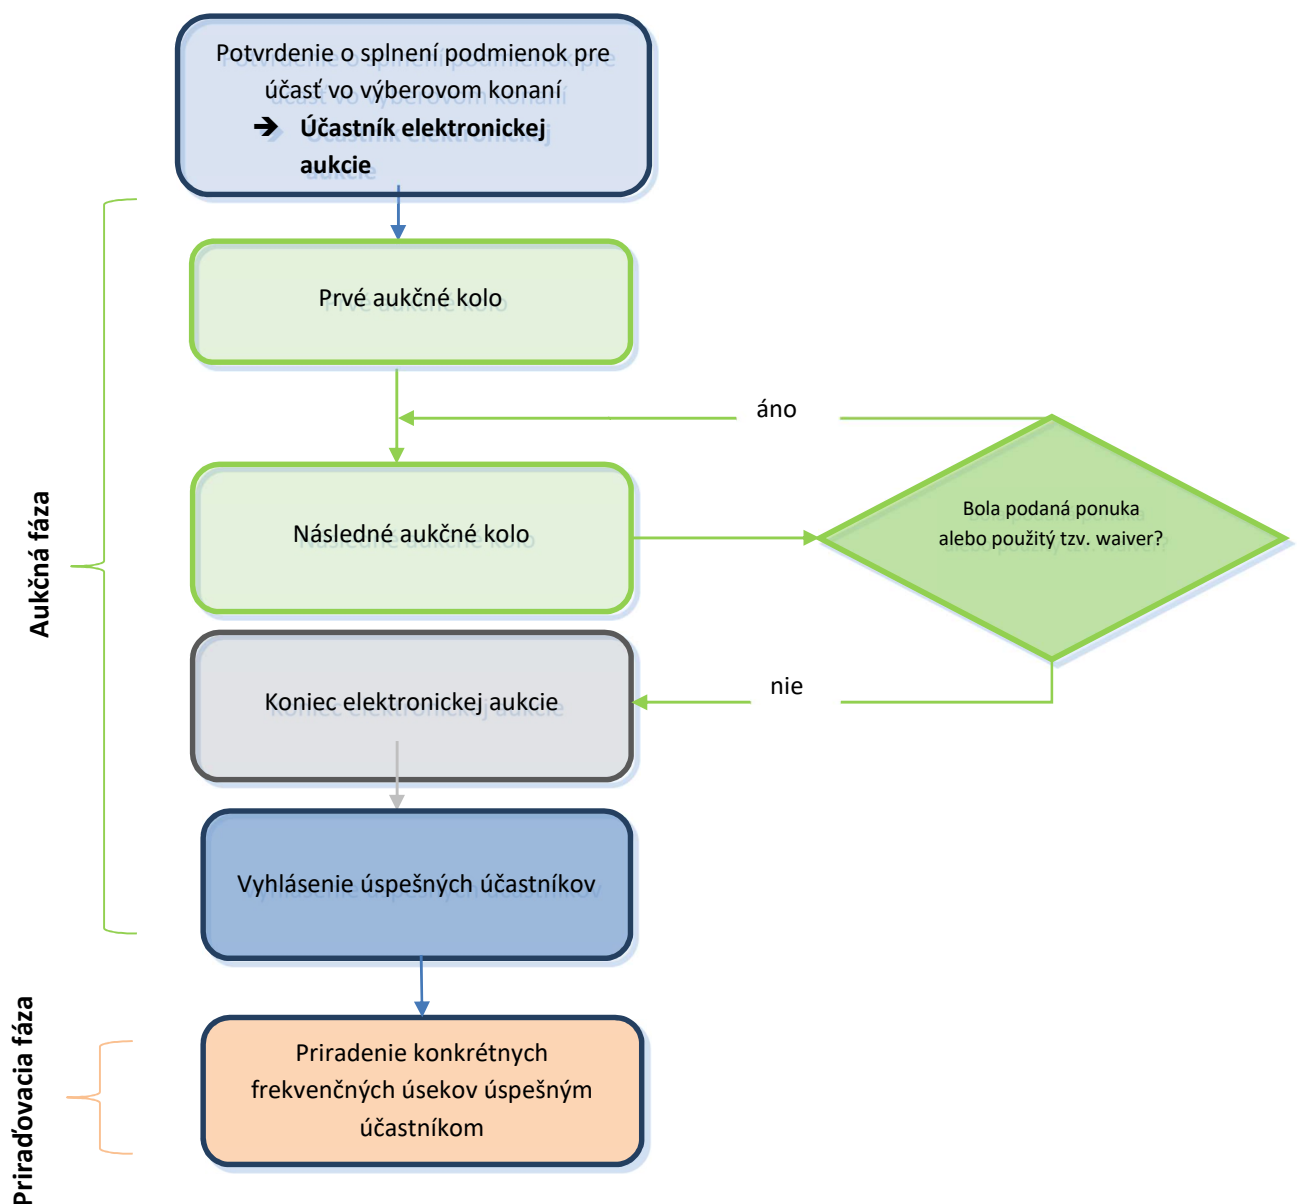 Potvrdenie o splnení podmienok pre
účasť vo výberovom konaní
➔ Účastník elektronickej
aukcie
Prvé aukčné kolo
áno
Bola podaná ponuka
alebo použitý tzv. waiver?
Následné aukčné kolo
Aukčná fáza
nie
Koniec elektronickej aukcie
Vyhlásenie úspešných účastníkov
Priraďovacia fáza
Priradenie konkrétnych
frekvenčných úsekov úspešným
účastníkom